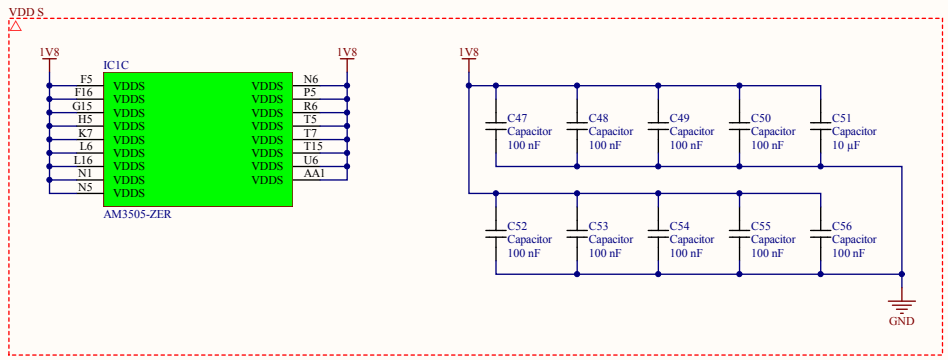 VDD S
1V8
1V8
1V8
IC1C
F5 VDDS VDDS N6
F16 VDDS VDDS P5
G15 VDDS VDDS R6
H5 VDDS VDDS T5
K7 VDDS VDDS T7
L6 VDDS VDDS T15
L16 VDDS VDDS U6
N1 VDDS VDDS AA1
N5 VDDS
AM3505-ZER
C47
Capacitor
100 nF
C48
Capacitor
100 nF
C49
Capacitor
100 nF
C50
Capacitor
100 nF
C51
Capacitor
10 µF
C52
Capacitor
100 nF
C53
Capacitor
100 nF
C54
Capacitor
100 nF
C55
Capacitor
100 nF
C56
Capacitor
100 nF
GND